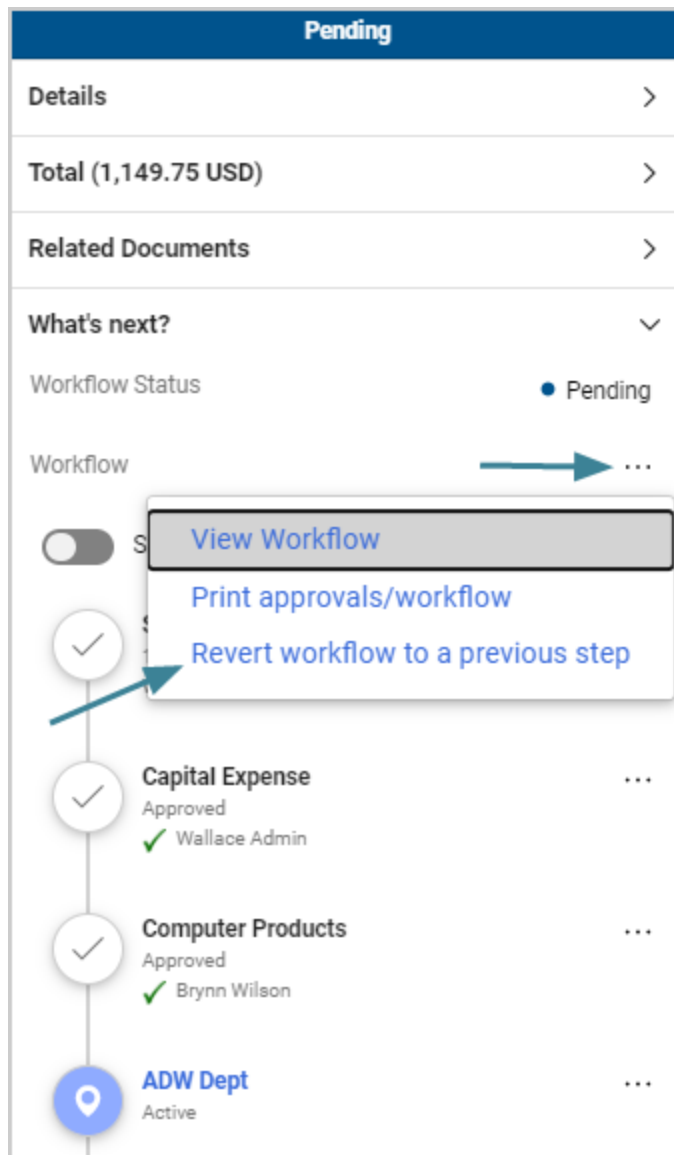 Pending
Details
Total (1,149.75 USD)
Related Documents
What's next?
Workflow Status
Pending
Workflow
...
View Workflow
Print approvals/workflow
Revert workflow to a previous step
Capital Expense
...
Approved
Wallace Admin
Computer Products
...
Approved
Brynn Wilson
ADW Dept
...
Active